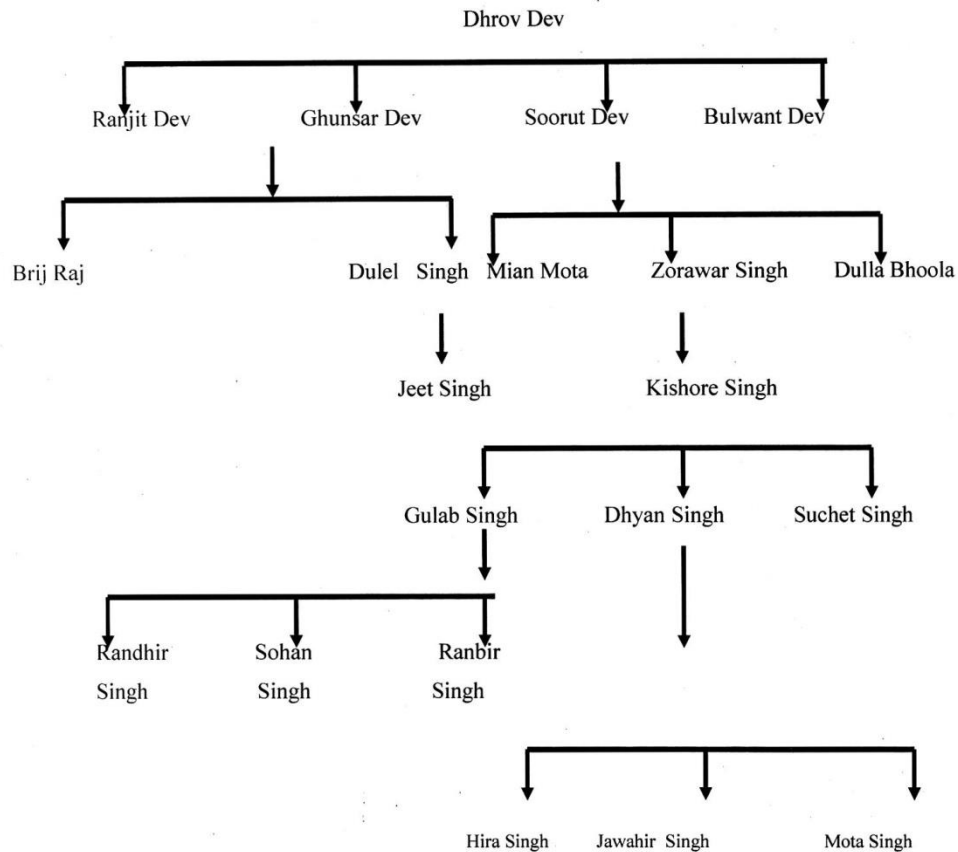 Dhrov Dev
Ranjit Dev Ghunsar Dev Soorut Dev Bulwant Dev
Brij Raj Dulel Singh Mian Mota Zorawar Singh Dulla Bhoola
Jeet Singh Kishore Singh
Gulab Singh Dhyan Singh Suchet Singh
Randhir Sohan Ranbir
Singh Singh Singh
Hira Singh Jawahir Singh Mota Singh